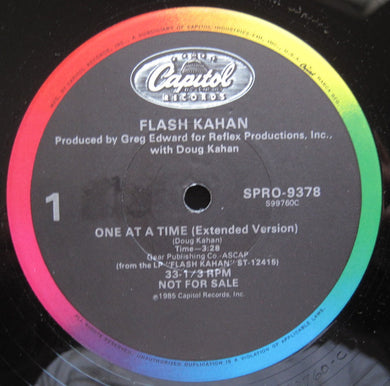 Capitol
RECORDS
FLASH KAHAN
Produced by Greg Edward for Reflex Productions, Inc.,
with Doug Kahan
1
SPRO-9378
S99760C
ONE AT A TIME (Extended Version)
(Doug Kahan)
Time—3:28
Gear Publishing Co.-ASCAP
(from the LP "FLASH KAHAN" ST-12415)
33-1/3 RPM
NOT FOR SALE
℗1985 Capitol Records, Inc.